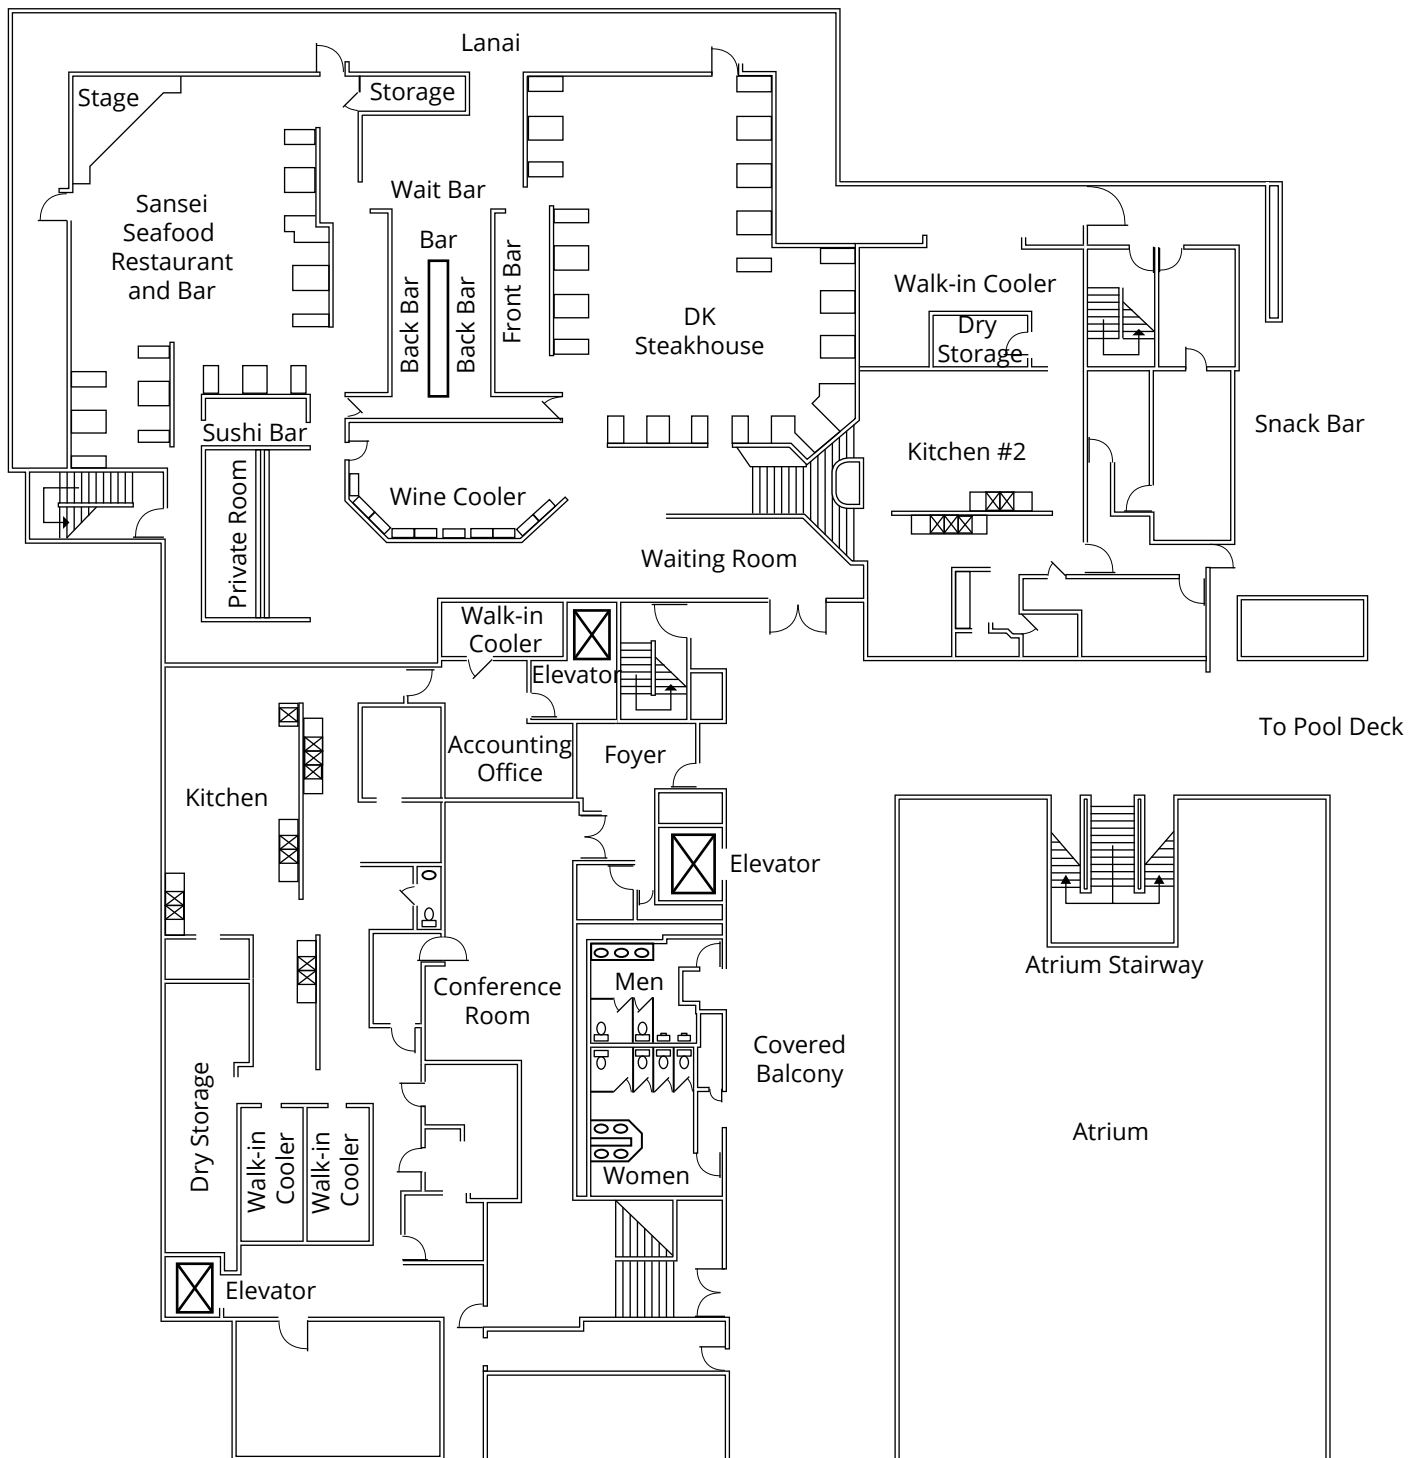 Lanai
Stage
Storage
Wait Bar
Sansei
Seafood
Restaurant
and Bar
Bar
Back Bar
Back Bar
Front Bar
DK
Steakhouse
Walk-in Cooler
Dry
Storage
Snack Bar
Sushi Bar
Kitchen #2
Private Room
Wine Cooler
Waiting Room
Walk-in
Cooler
Elevator
To Pool Deck
Accounting
Office
Foyer
Kitchen
Elevator
Atrium Stairway
Men
Conference
Room
Covered
Balcony
Dry Storage
Walk-in
Cooler
Walk-in
Cooler
Women
Atrium
Elevator